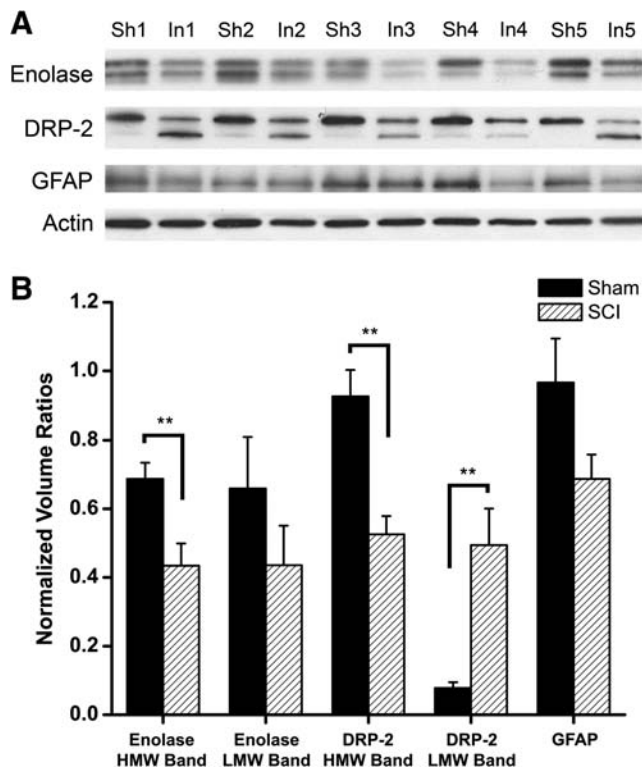 A
Sh1 In1 Sh2 In2 Sh3 In3 Sh4 In4 Sh5 In5
Enolase
DRP-2
GFAP
Actin
B
Sham
SCI
Normalized Volume Ratios
1.2
1.0
0.8
0.6
0.4
0.2
0.0
**
**
**
Enolase HMW Band
Enolase LMW Band
DRP-2 HMW Band
DRP-2 LMW Band
GFAP